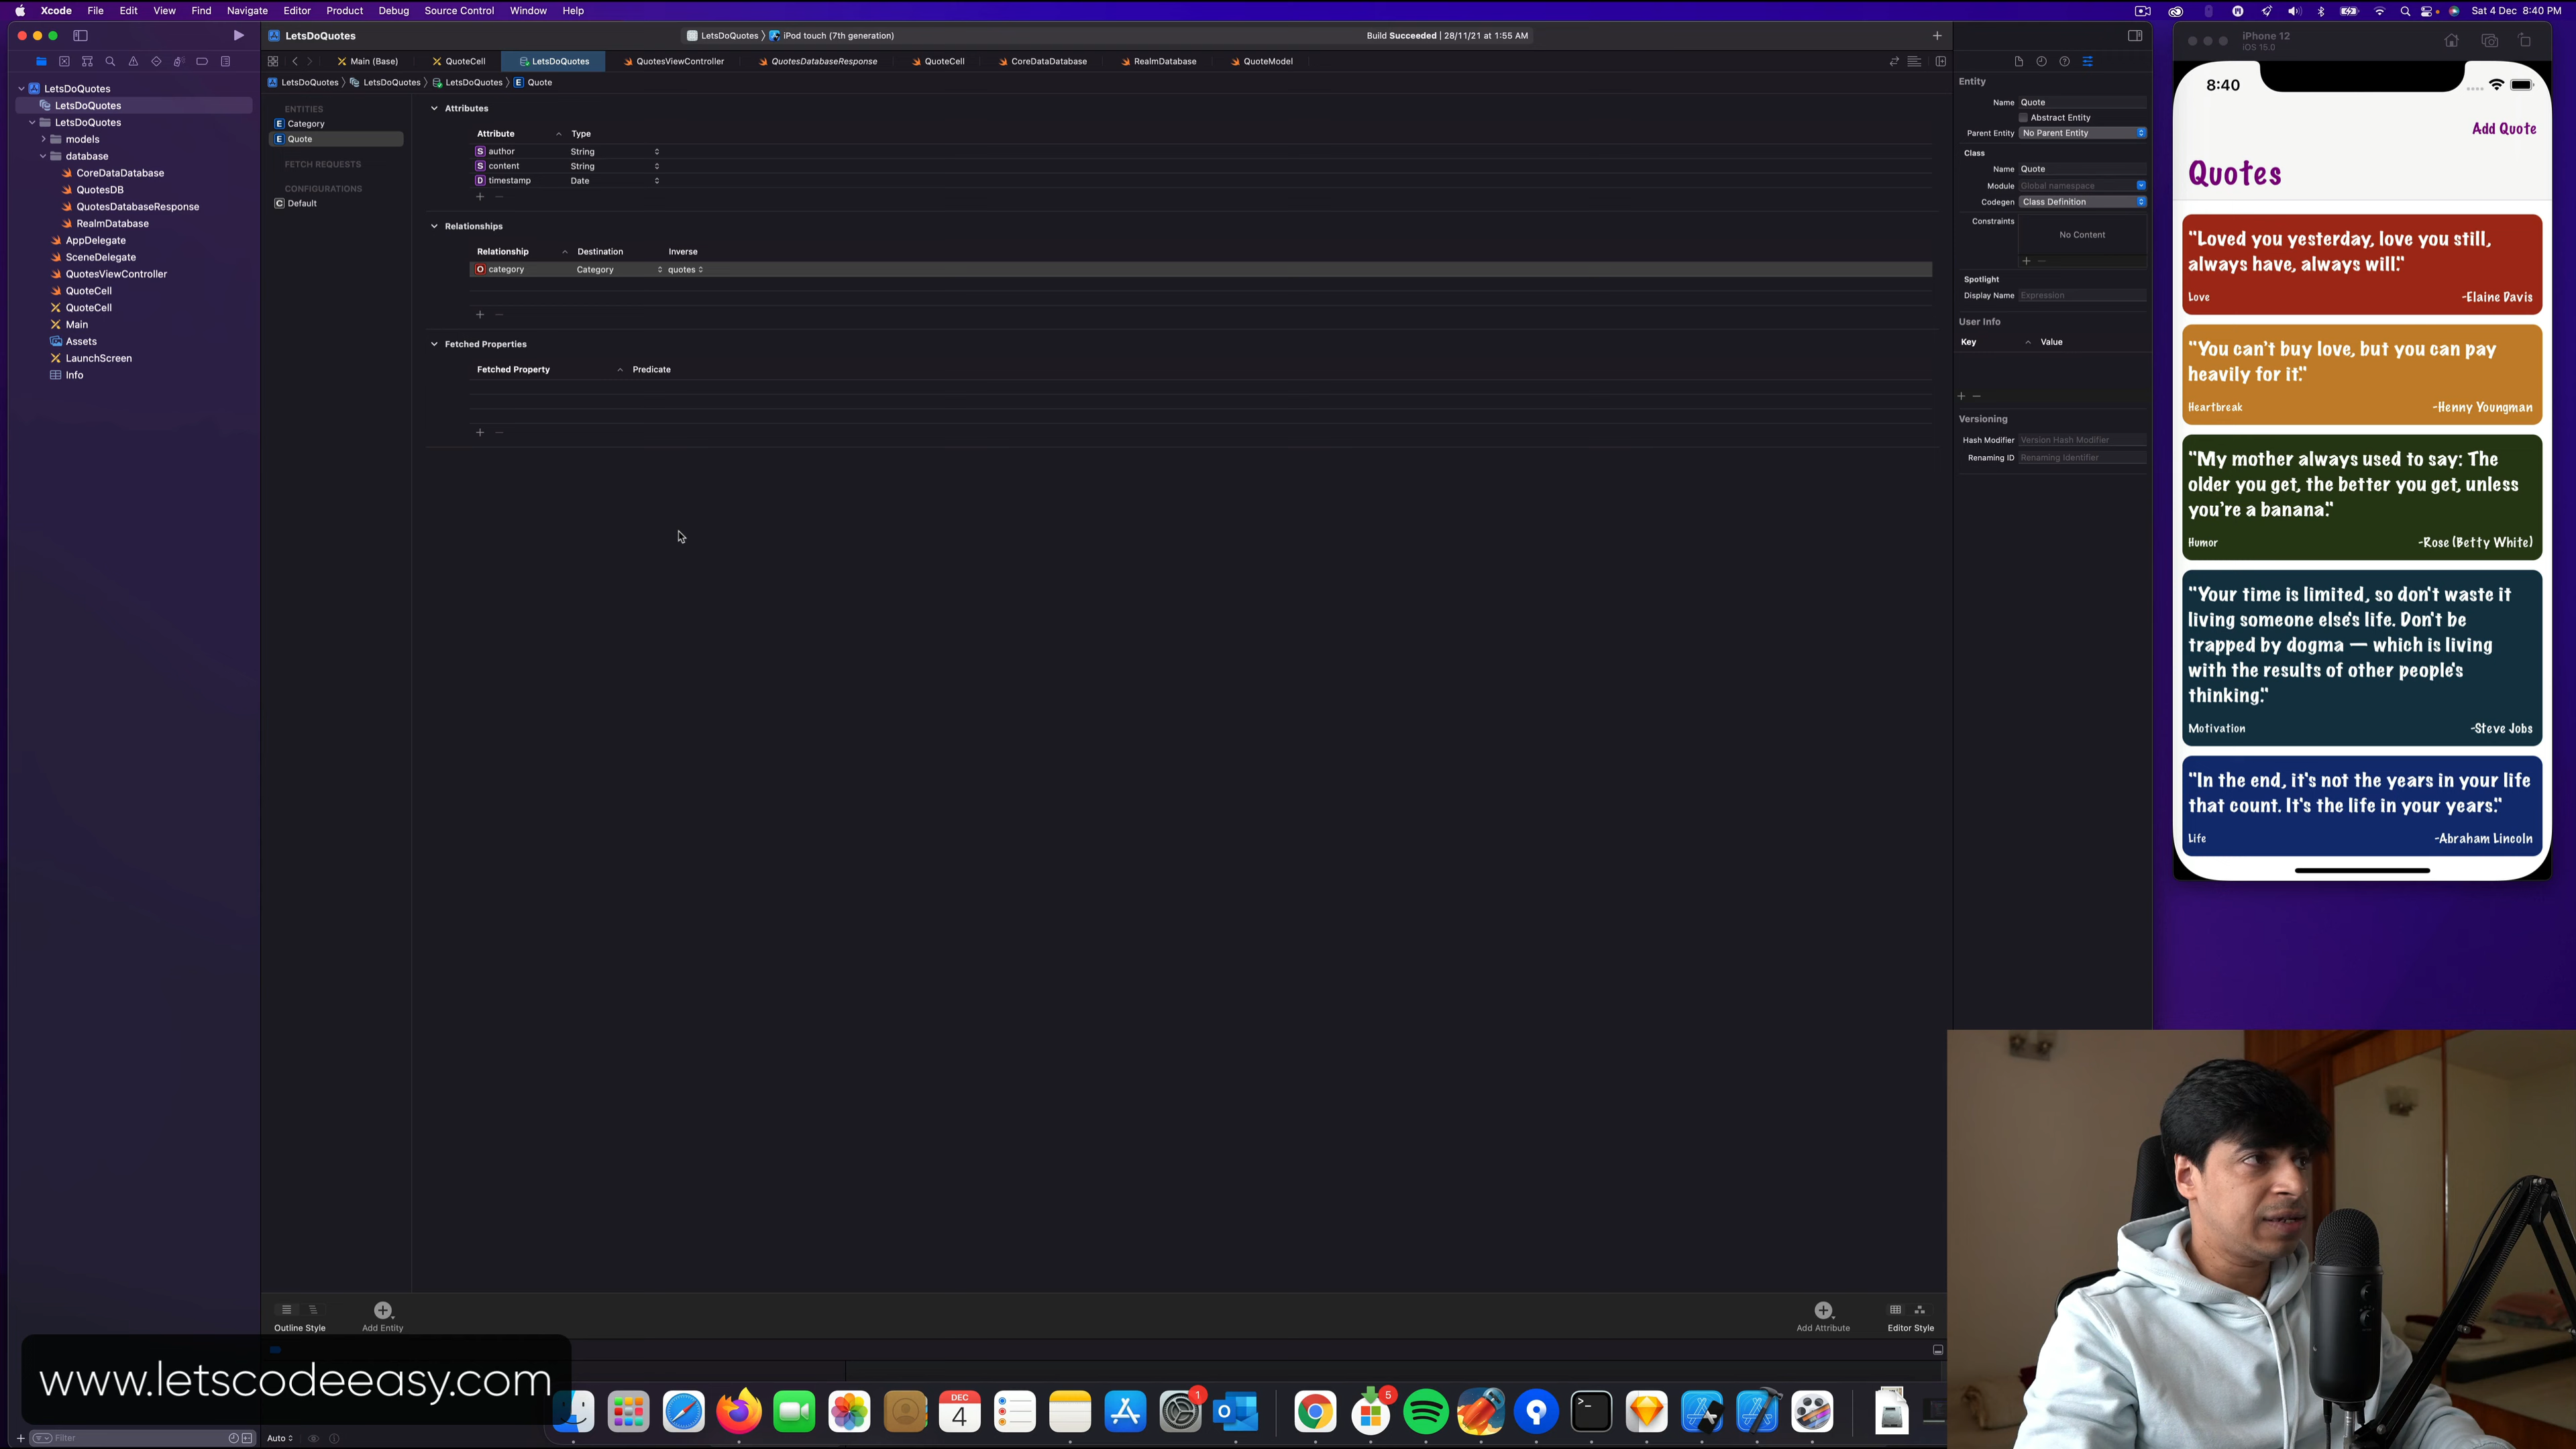 Xcode File Edit View Find Navigate Editor Product Debug Source Control Window Help
Sat 4 Dec 8:40 PM
LetsDoQuotes
LetsDoQuotes
LetsDoQuotes
models
database
CoreDataDatabase
QuotesDB
QuotesDatabaseResponse
RealmDatabase
AppDelegate
SceneDelegate
QuotesViewController
QuoteCell
QuoteCell
Main
Assets
LaunchScreen
Info
Filter
LetsDoQuotes
LetsDoQuotes 〉 iPod touch (7th generation)
Build Succeeded | 28/11/21 at 1:55 AM
Main (Base) QuoteCell LetsDoQuotes QuotesViewController QuotesDatabaseResponse QuoteCell CoreDataDatabase RealmDatabase QuoteModel
LetsDoQuotes 〉 LetsDoQuotes 〉 LetsDoQuotes 〉 E Quote
ENTITIES
E Category
E Quote
FETCH REQUESTS
CONFIGURATIONS
C Default
Attributes
Attribute Type
S author String
S content String
D timestamp Date
Relationships
Relationship Destination Inverse
O category Category quotes
Fetched Properties
Fetched Property Predicate
Outline Style
Add Entity
Add Attribute
Editor Style
Auto
Entity
Name Quote
Abstract Entity
Parent Entity No Parent Entity
Class
Name Quote
Module Global namespace
Codegen Class Definition
Constraints
No Content
Spotlight
Display Name Expression
User Info
Key Value
Versioning
Hash Modifier Version Hash Modifier
Renaming ID Renaming Identifier
iPhone 12
iOS 15.0
8:40
Add Quote
Quotes
"Loved you yesterday, love you still,
always have, always will."
Love -Elaine Davis
"You can't buy love, but you can pay
heavily for it."
Heartbreak -Henny Youngman
"My mother always used to say: The
older you get, the better you get, unless
you're a banana."
Humor -Rose (Betty White)
"Your time is limited, so don't waste it
living someone else's life. Don't be
trapped by dogma — which is living
with the results of other people's
thinking."
Motivation -Steve Jobs
"In the end, it's not the years in your life
that count. It's the life in your years."
Life -Abraham Lincoln
www.letscodeeasy.com
DEC
4
1
5